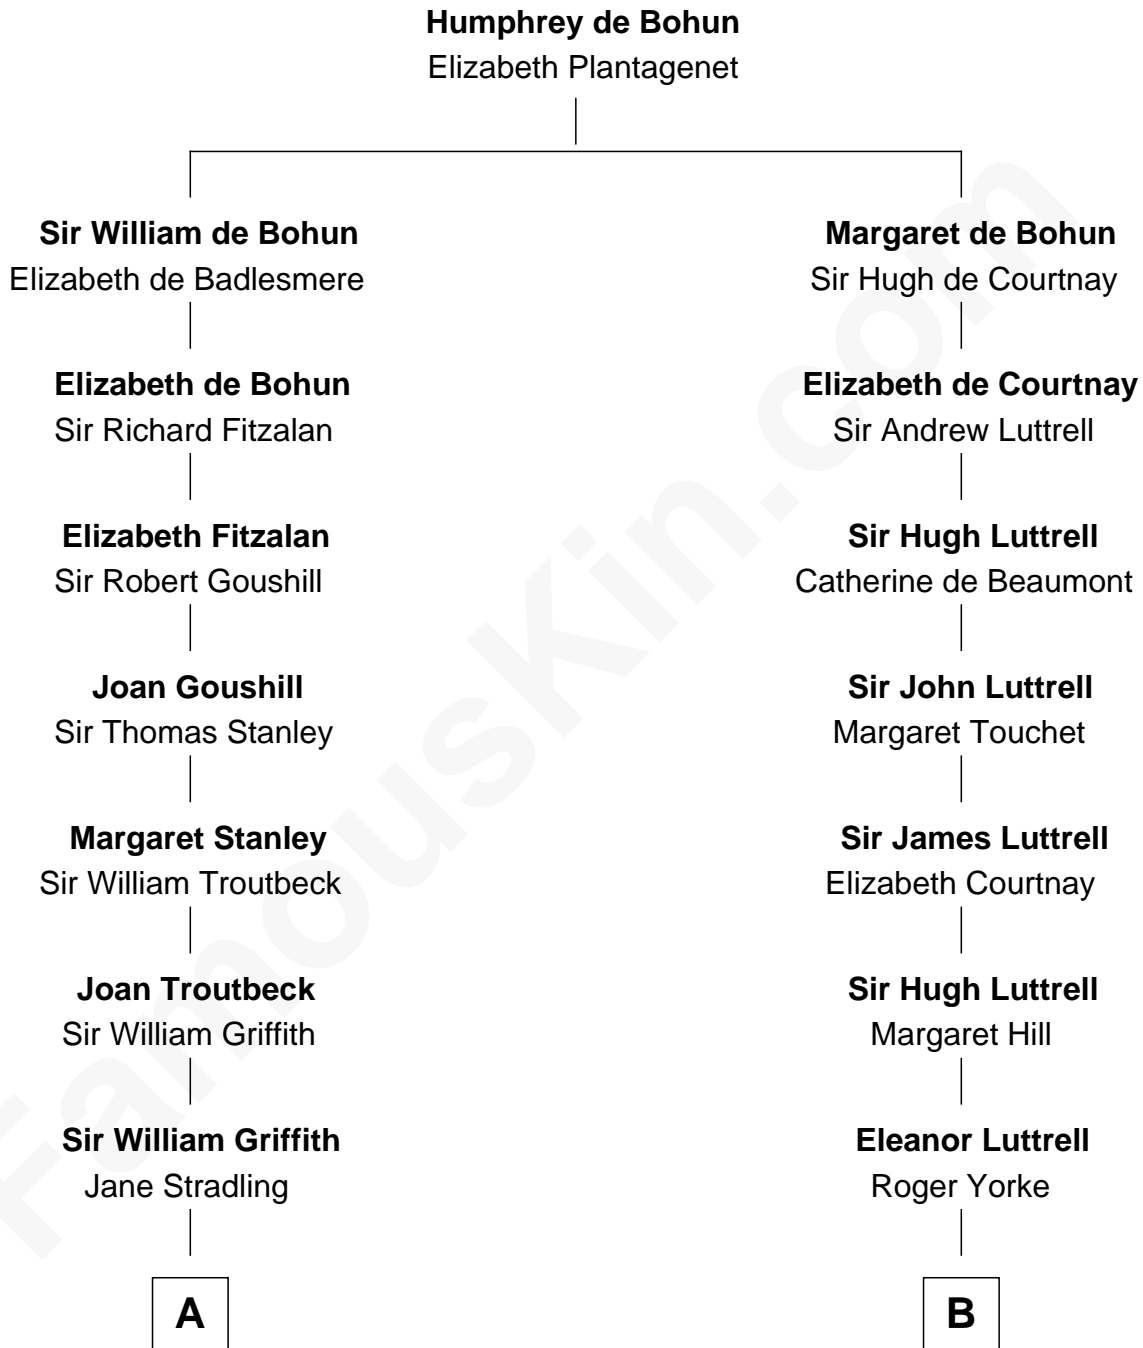 Humphrey de Bohun
Elizabeth Plantagenet
Sir William de Bohun
Elizabeth de Badlesmere
Margaret de Bohun
Sir Hugh de Courtnay
Elizabeth de Bohun
Sir Richard Fitzalan
Elizabeth de Courtnay
Sir Andrew Luttrell
Elizabeth Fitzalan
Sir Robert Goushill
Sir Hugh Luttrell
Catherine de Beaumont
Joan Goushill
Sir Thomas Stanley
Sir John Luttrell
Margaret Touchet
Margaret Stanley
Sir William Troutbeck
Sir James Luttrell
Elizabeth Courtnay
Joan Troutbeck
Sir William Griffith
Sir Hugh Luttrell
Margaret Hill
Sir William Griffith
Jane Stradling
Eleanor Luttrell
Roger Yorke
A
B
FamousKin.com